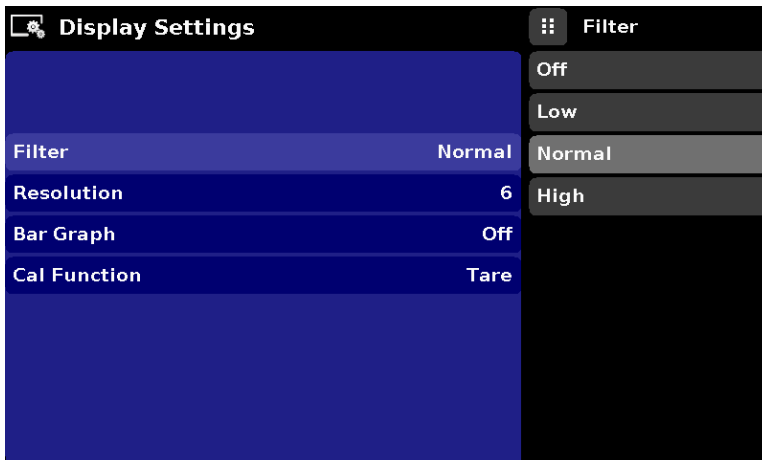 Display Settings
Filter Normal
Resolution 6
Bar Graph Off
Cal Function Tare
Filter
Off
Low
Normal
High